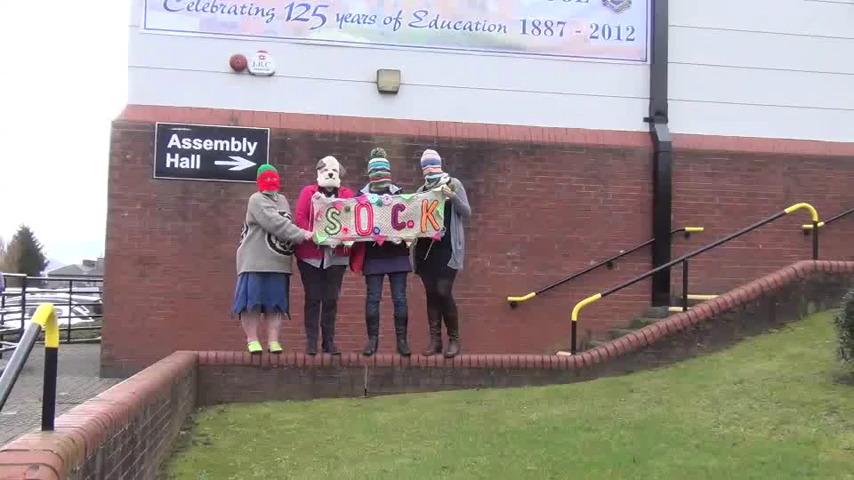 Celebrating 125 years of Education 1887 - 2012
J.R.C
Assembly
Hall
S.O.C.K